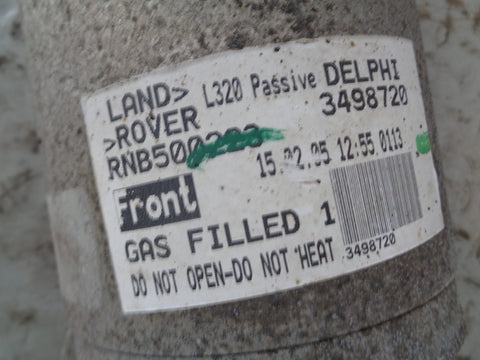 LAND> L320 Passive DELPHI
>ROVER 3498720
RNB500
15.02.05 12:55 0113
Front
GAS FILLED 1
DO NOT OPEN-DO NOT HEAT 3498720